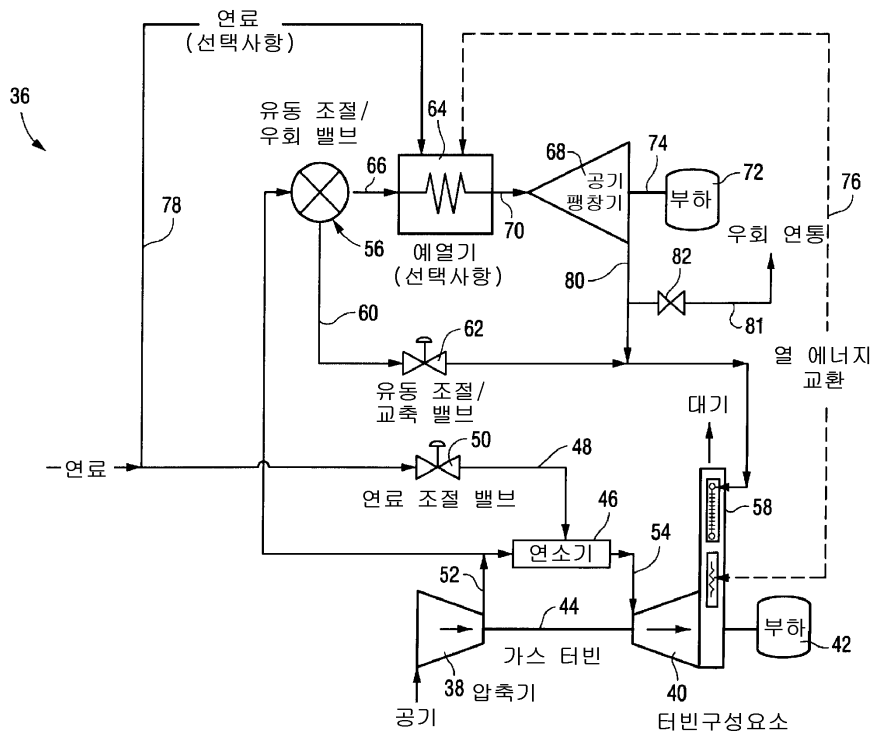 연료
(선택사항)
36
유동 조절/
우회 밸브
64
66
68
공기
팽창기
74
72
부하
76
78
56
예열기
(선택사항)
70
80
82
우회 연통
81
60
62
유동 조절/
교축 밸브
열 에너지
교환
대기
연료
50
48
연료 조절 밸브
58
46
연소기
54
52
44
가스 터빈
부하
42
38
압축기
40
공기
터빈구성요소